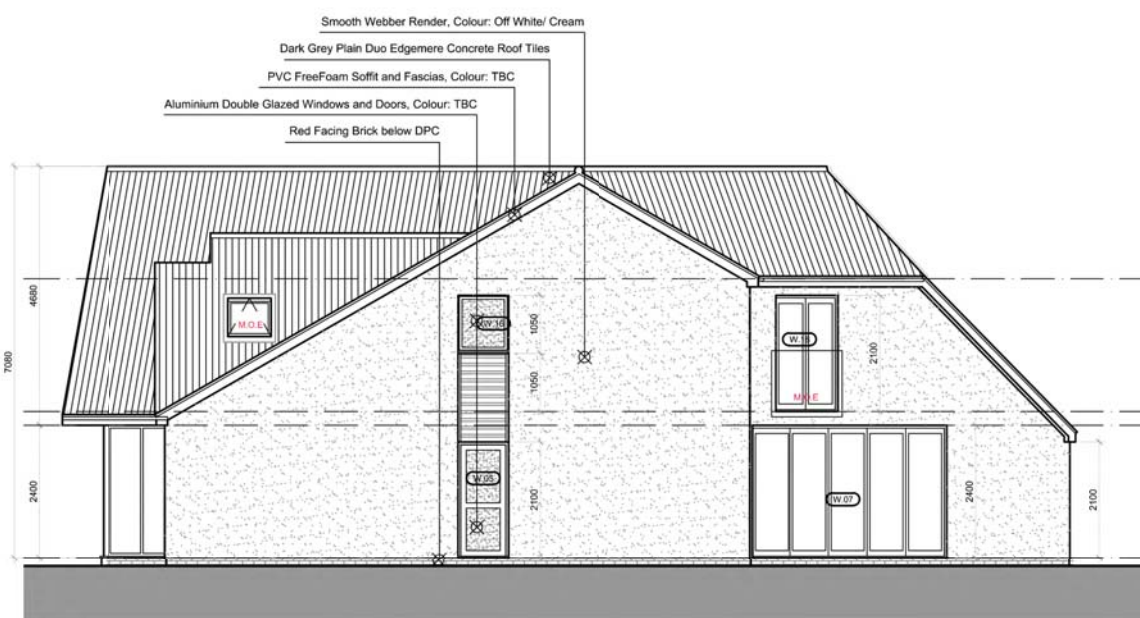 Smooth Webber Render, Colour: Off White/ Cream
Dark Grey Plain Duo Edgemere Concrete Roof Tiles
PVC FreeFoam Soffit and Fascias, Colour: TBC
Aluminium Double Glazed Windows and Doors, Colour: TBC
Red Facing Brick below DPC
7080
4680
2400
M.O.E
W.16
1050
1050
W.05
2100
W.15
2100
M.O.E
W.07
2400
2100